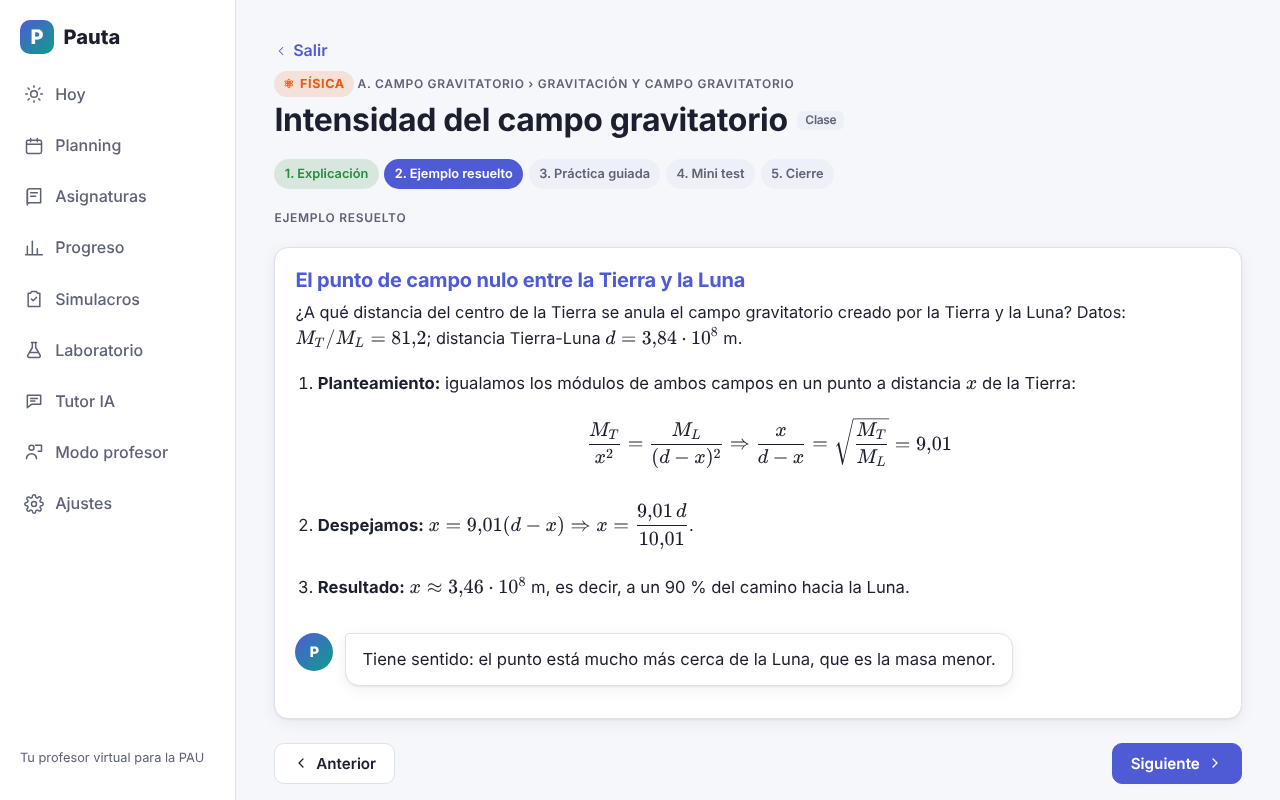 P Pauta
Hoy
Planning
Asignaturas
Progreso
Simulacros
Laboratorio
Tutor IA
Modo profesor
Ajustes
Tu profesor virtual para la PAU
Salir
FÍSICA A. CAMPO GRAVITATORIO › GRAVITACIÓN Y CAMPO GRAVITATORIO
Intensidad del campo gravitatorio Clase
1. Explicación 2. Ejemplo resuelto 3. Práctica guiada 4. Mini test 5. Cierre
EJEMPLO RESUELTO
El punto de campo nulo entre la Tierra y la Luna
¿A qué distancia del centro de la Tierra se anula el campo gravitatorio creado por la Tierra y la Luna? Datos:
M_T/M_L = 81,2; distancia Tierra-Luna d = 3,84 · 10^8 m.
1. Planteamiento: igualamos los módulos de ambos campos en un punto a distancia x de la Tierra:
M_T/x^2 = M_L/(d − x)^2 ⇒ x/(d − x) = √(M_T/M_L) = 9,01
2. Despejamos: x = 9,01(d − x) ⇒ x = 9,01 d/10,01.
3. Resultado: x ≈ 3,46 · 10^8 m, es decir, a un 90 % del camino hacia la Luna.
P Tiene sentido: el punto está mucho más cerca de la Luna, que es la masa menor.
Anterior
Siguiente